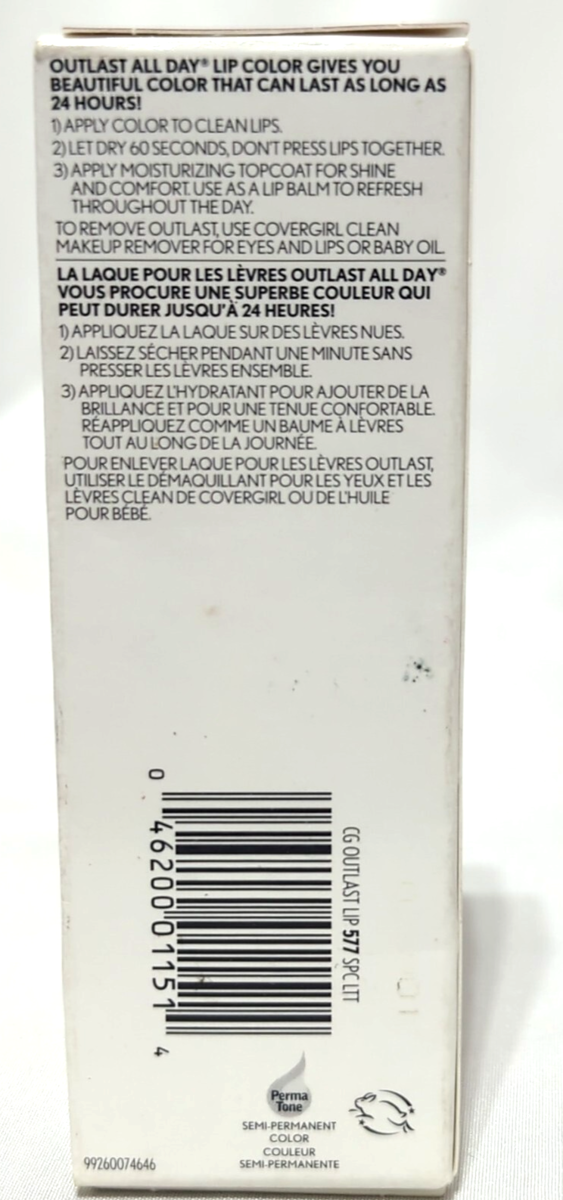 OUTLAST ALL DAY® LIP COLOR GIVES YOU
BEAUTIFUL COLOR THAT CAN LAST AS LONG AS
24 HOURS!
1) APPLY COLOR TO CLEAN LIPS.
2) LET DRY 60 SECONDS, DON'T PRESS LIPS TOGETHER.
3) APPLY MOISTURIZING TOPCOAT FOR SHINE
AND COMFORT. USE AS A LIP BALM TO REFRESH
THROUGHOUT THE DAY.
TO REMOVE OUTLAST, USE COVERGIRL CLEAN
MAKEUP REMOVER FOR EYES AND LIPS OR BABY OIL.
LA LAQUE POUR LES LÈVRES OUTLAST ALL DAY®
VOUS PROCURE UNE SUPERBE COULEUR QUI
PEUT DURER JUSQU'À 24 HEURES!
1) APPLIQUEZ LA LAQUE SUR DES LÈVRES NUES.
2) LAISSEZ SÉCHER PENDANT UNE MINUTE SANS
PRESSER LES LÈVRES ENSEMBLE.
3) APPLIQUEZ L'HYDRATANT POUR AJOUTER DE LA
BRILLANCE ET POUR UNE TENUE CONFORTABLE.
RÉAPPLIQUEZ COMME UN BAUME À LÈVRES
TOUT AU LONG DE LA JOURNÉE.
POUR ENLEVER LAQUE POUR LES LÈVRES OUTLAST,
UTILISER LE DÉMAQUILLANT POUR LES YEUX ET LES
LÈVRES CLEAN DE COVERGIRL OU DE L'HUILE
POUR BÉBÉ.
CG OUTLAST LIP 577 SPC LTT
0 46200 01151 4
Perma
Tone
SEMI-PERMANENT
COLOR
COULEUR
SEMI-PERMANENTE
99260074646